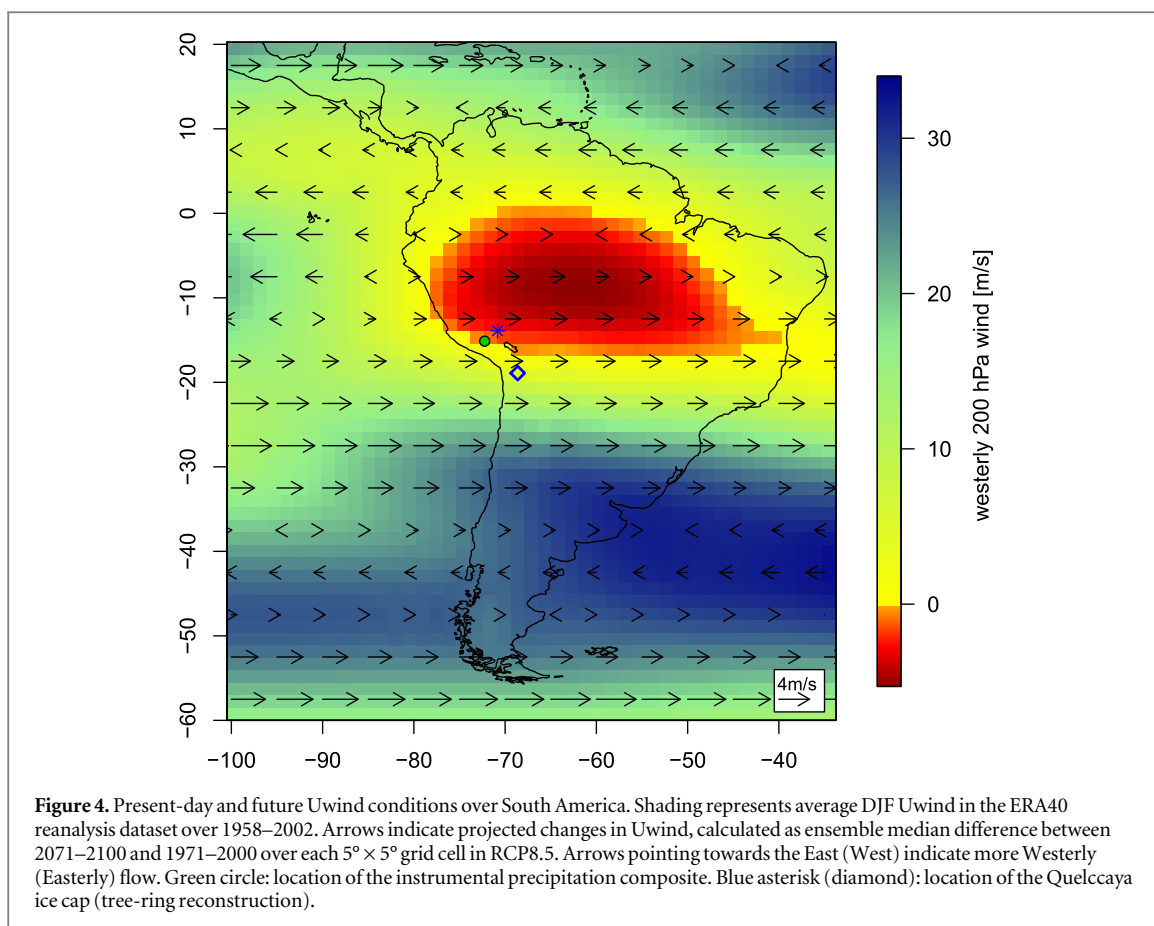 20
10
0
−10
−20
−30
−40
−50
−60
−100 −90 −80 −70 −60 −50 −40
4m/s
30
20
10
0
westerly 200 hPa wind [m/s]
Figure 4. Present-day and future Uwind conditions over South America. Shading represents average DJF Uwind in the ERA40
reanalysis dataset over 1958–2002. Arrows indicate projected changes in Uwind, calculated as ensemble median difference between
2071–2100 and 1971–2000 over each 5° × 5° grid cell in RCP8.5. Arrows pointing towards the East (West) indicate more Westerly
(Easterly) flow. Green circle: location of the instrumental precipitation composite. Blue asterisk (diamond): location of the Quelccaya
ice cap (tree-ring reconstruction).